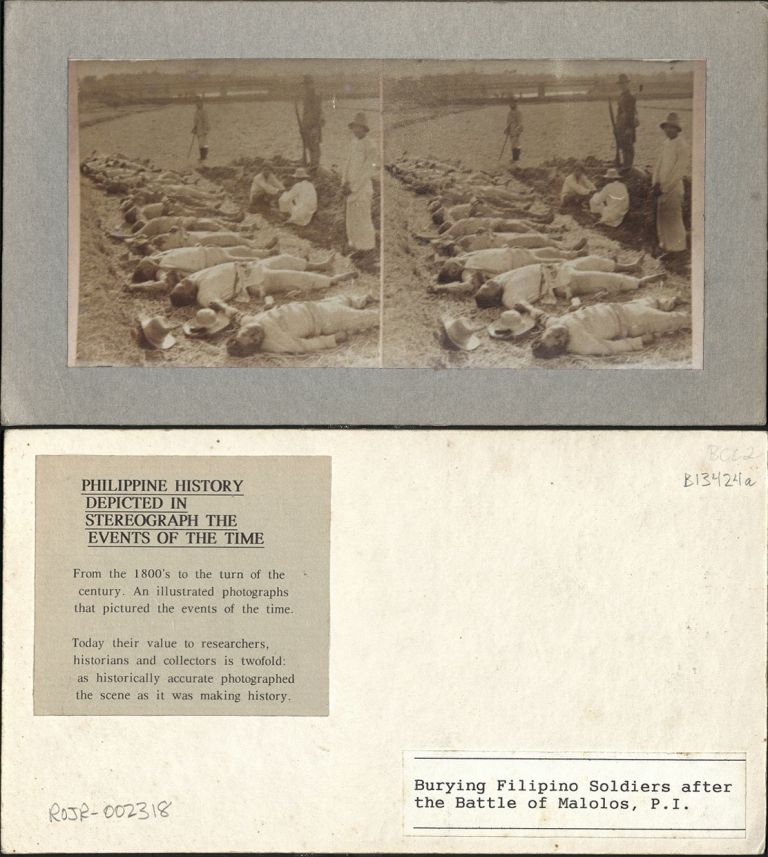 BCL2
B13424a
PHILIPPINE HISTORY
DEPICTED IN
STEREOGRAPH THE
EVENTS OF THE TIME
From the 1800's to the turn of the
century. An illustrated photographs
that pictured the events of the time.
Today their value to researchers,
historians and collectors is twofold:
as historically accurate photographed
the scene as it was making history.
Burying Filipino Soldiers after
the Battle of Malolos, P.I.
ROJR-002318